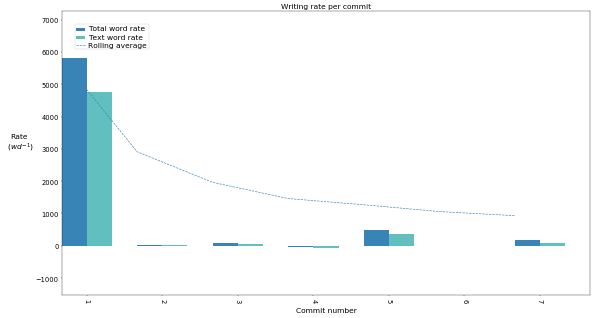 Writing rate per commit
7000
6000
5000
4000
3000
2000
1000
0
−1000
Total word rate
Text word rate
Rolling average
Rate
(wd⁻¹)
1
2
3
4
5
6
7
Commit number